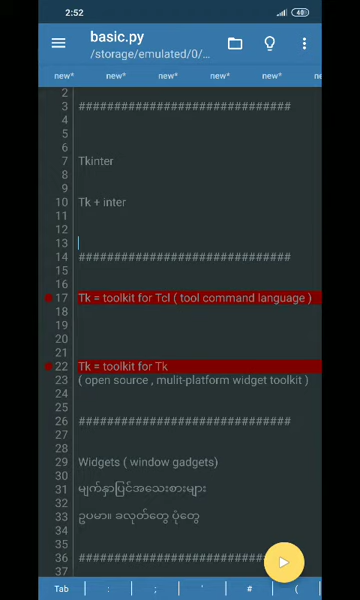 2:52
48
basic.py
/storage/emulated/0/...
new*
new*
new*
new*
new*
2
3 ##############################
4
5
6
7 Tkinter
8
9
10 Tk + inter
11
12
13
14 ##############################
15
16
17 Tk = toolkit for Tcl ( tool command language )
18
19
20
21
22 Tk = toolkit for Tk
23 ( open source , mulit-platform widget toolkit )
24
25
26 ##############################
27
28
29 Widgets ( window gadgets)
30
31 မျက်နှာပြင်အသေးစားများ
32
33 ဥပမာ။ ခလုတ်တွေ ပုံတွေ
34
35
36 ##############################
37
Tab : ; ' # (